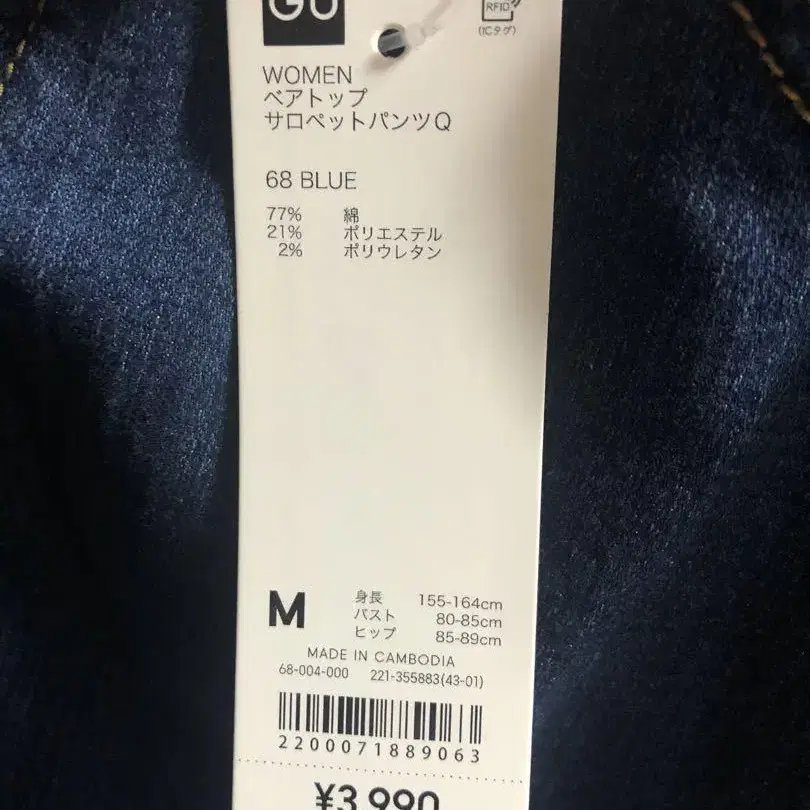 GU
RFID
(ICタグ)
WOMEN
ベアトップ
サロペットパンツQ
68 BLUE
77% 綿
21% ポリエステル
2% ポリウレタン
M
身長 155-164cm
バスト 80-85cm
ヒップ 85-89cm
MADE IN CAMBODIA
68-004-000 221-355883(43-01)
2200071889063
¥3,990